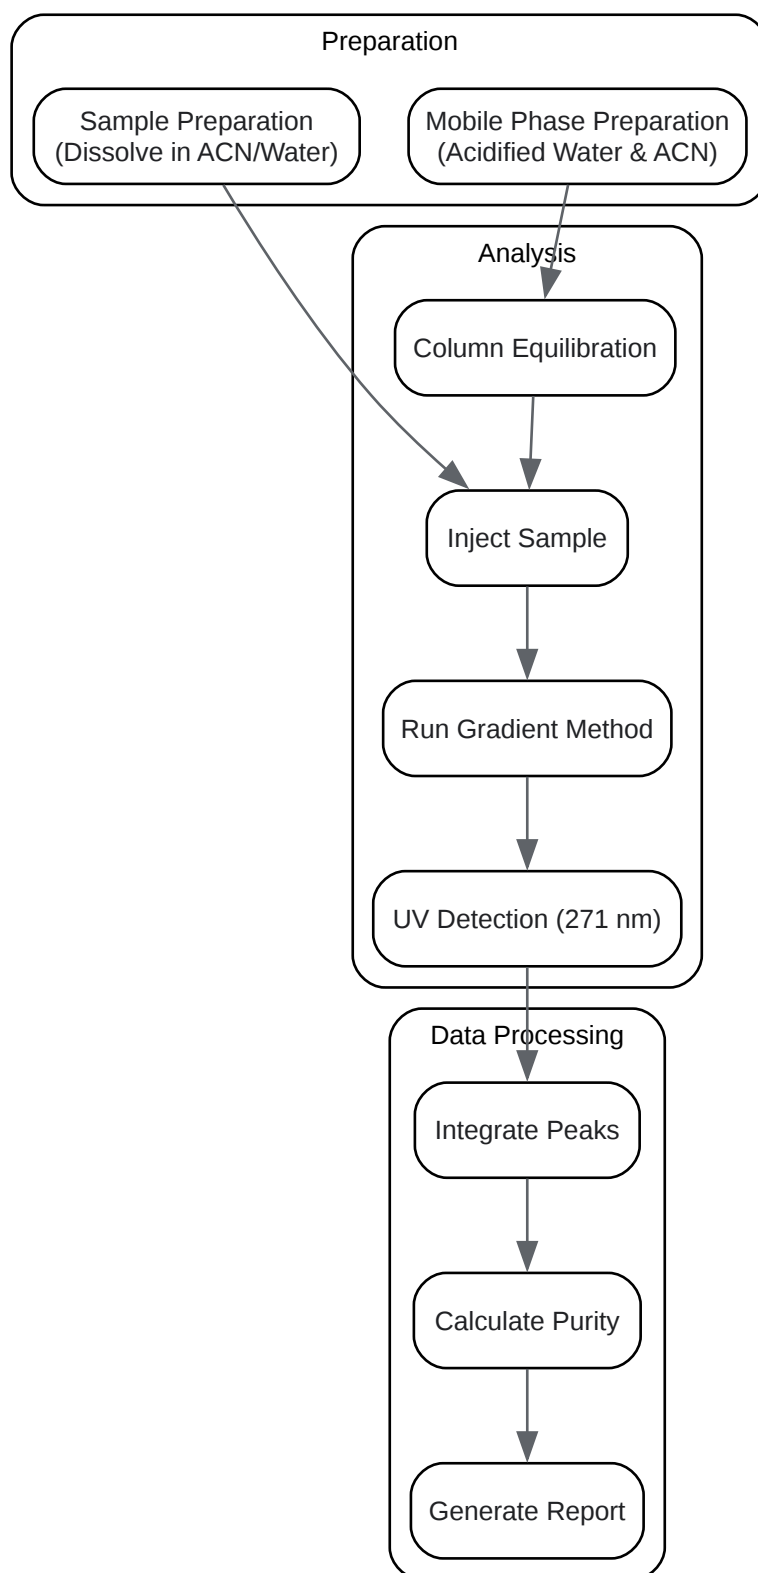 Preparation
Sample Preparation
(Dissolve in ACN/Water)
Mobile Phase Preparation
(Acidified Water & ACN)
Analysis
Column Equilibration
Inject Sample
Run Gradient Method
UV Detection (271 nm)
Data Processing
Integrate Peaks
Calculate Purity
Generate Report